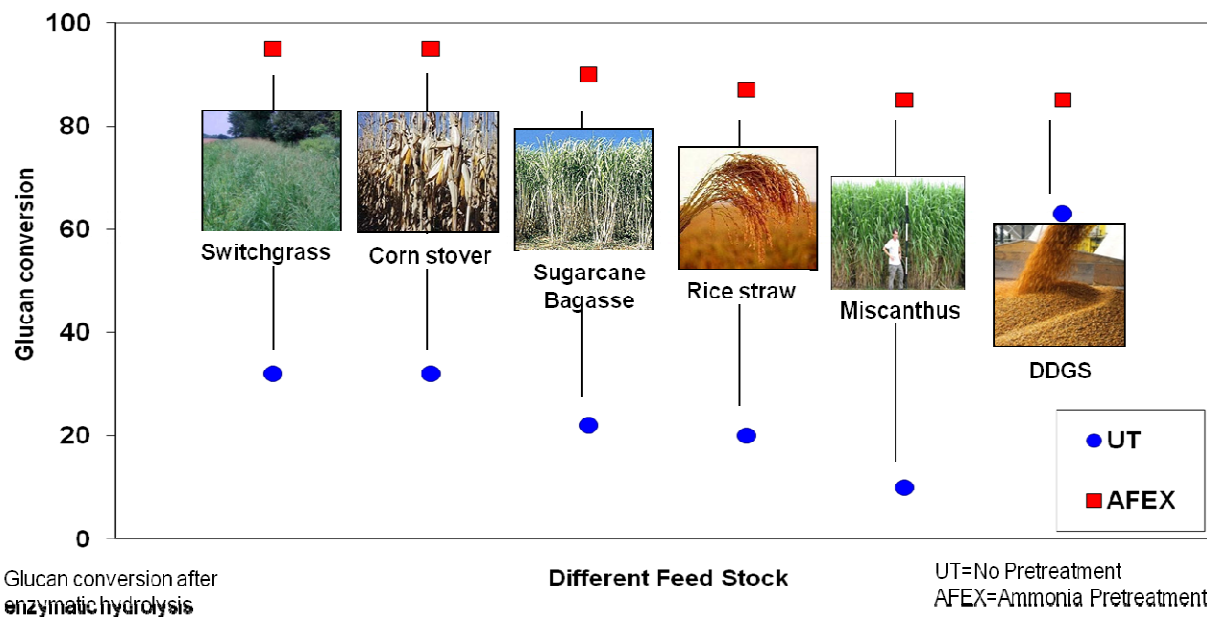 100
80
60
40
20
0
Glucan conversion
Switchgrass
Corn stover
Sugarcane
Bagasse
Rice straw
Miscanthus
DDGS
UT
AFEX
Different Feed Stock
Glucan conversion after
enzymatic hydrolysis
UT=No Pretreatment
AFEX=Ammonia Pretreatment